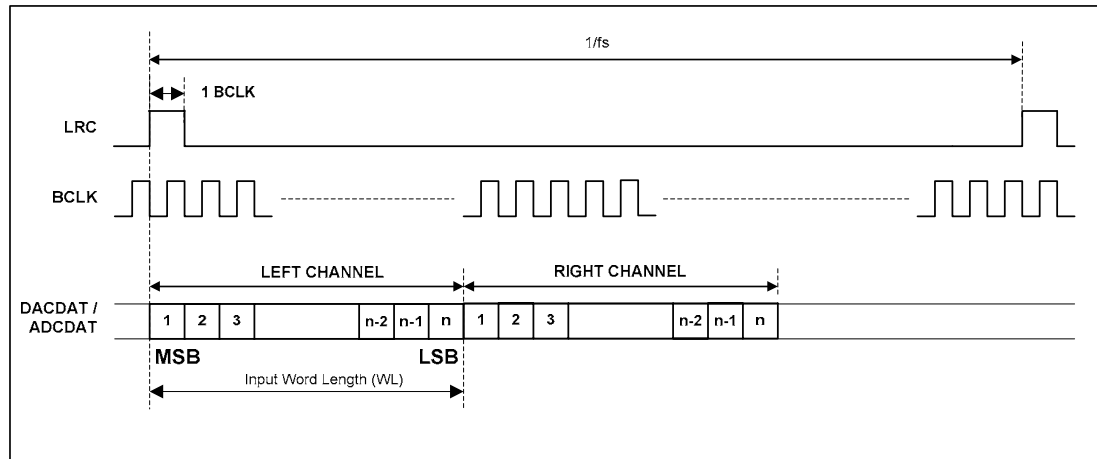 1/fs
1 BCLK
LRC
BCLK
LEFT CHANNEL
RIGHT CHANNEL
DACDAT /
ADCDAT
1 2 3 n-2 n-1 n 1 2 3 n-2 n-1 n
MSB LSB
Input Word Length (WL)